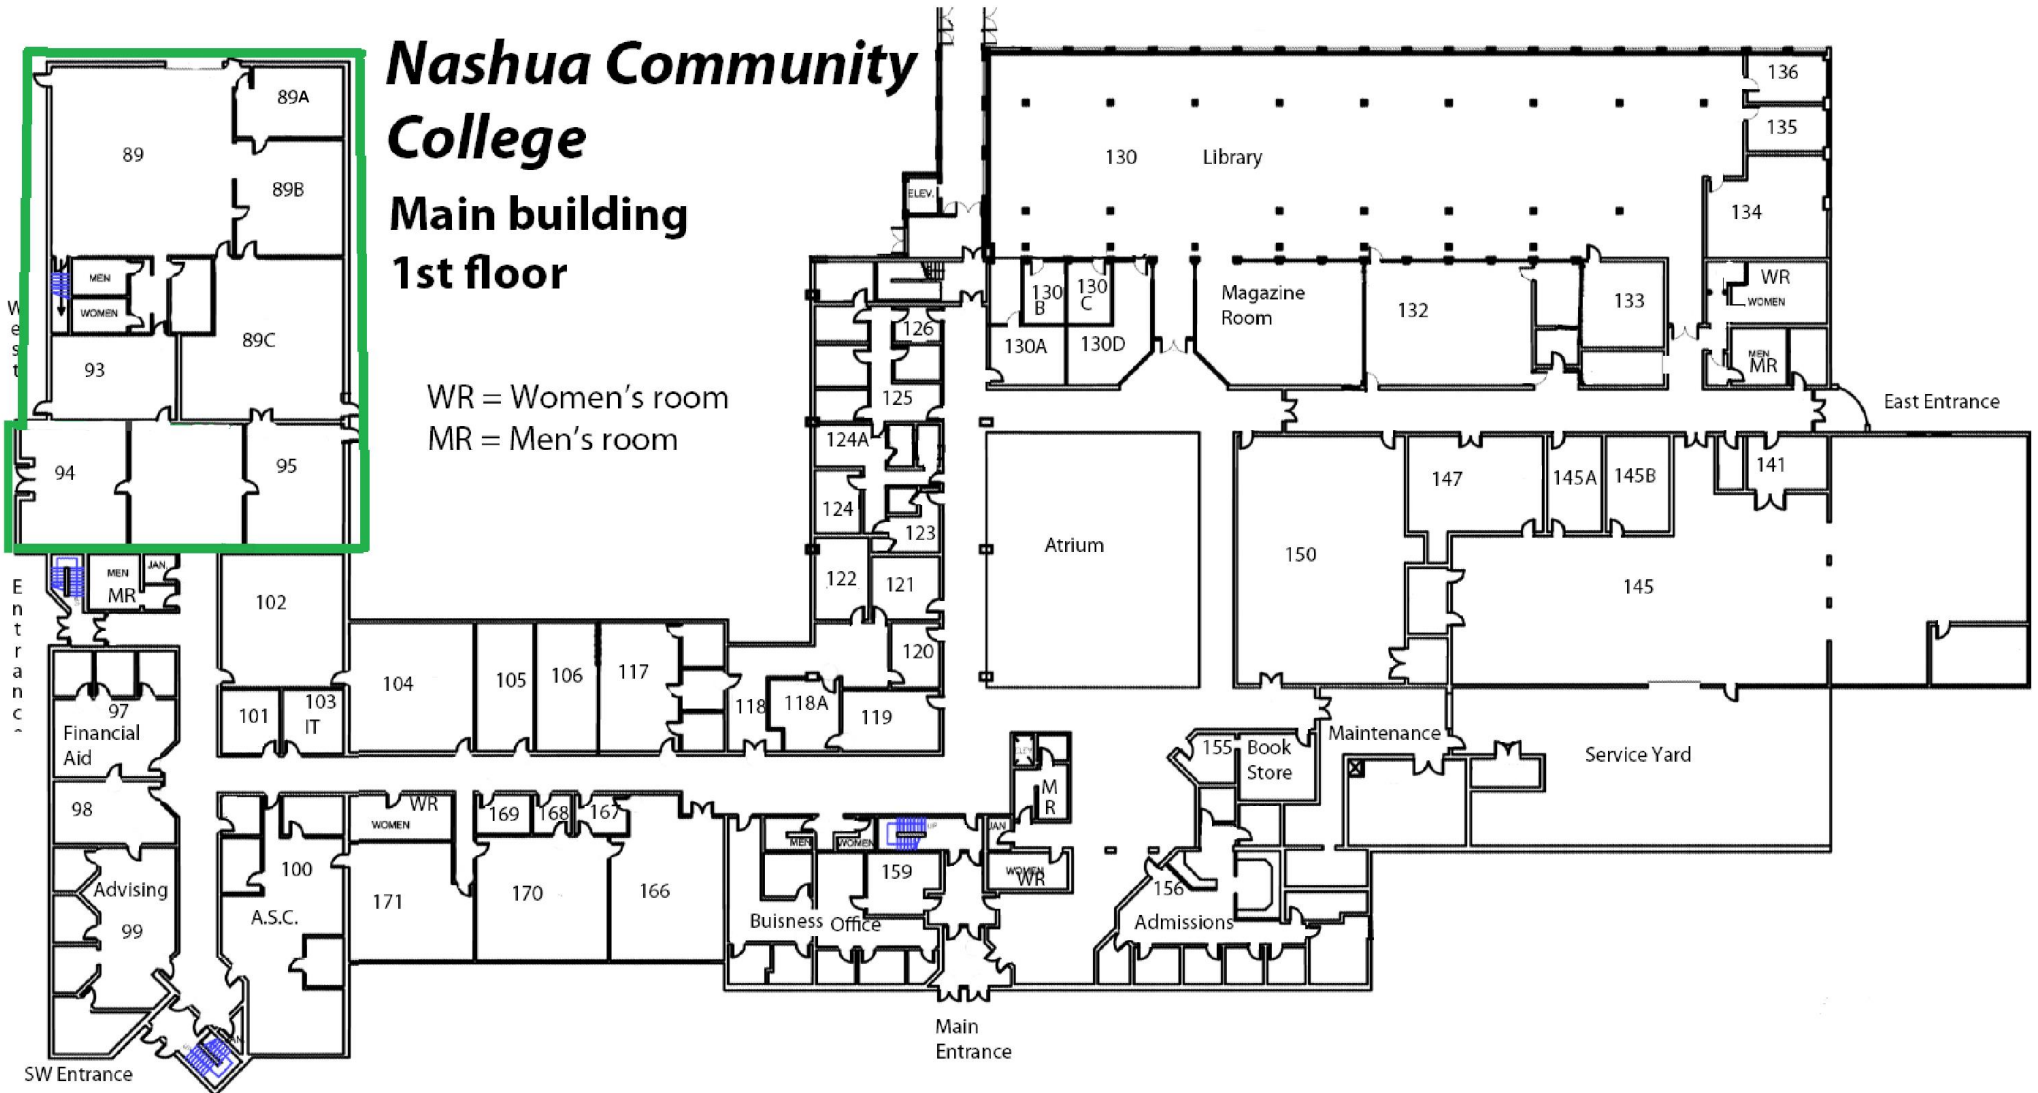 Nashua Community
College
Main building
1st floor
WR = Women's room
MR = Men's room
89
89A
89B
MEN
WOMEN
89C
93
94
95
West
Entranc
MEN
MR
JAN.
102
101
103
IT
97
Financial
Aid
98
Advising
99
100
A.S.C.
SW Entrance
104
105
106
117
118
118A
119
120
121
122
123
124
124A
125
126
ELEV.
130
Library
136
135
134
130
B
130
C
130A
130D
Magazine
Room
132
133
WR
WOMEN
MEN
MR
East Entrance
Atrium
150
147
145A
145B
141
145
Maintenance
Service Yard
155
Book
Store
M
R
WR
WOMEN
169
168
167
171
170
166
MEN
WOMEN
UP
JAN
159
WOMEN
WR
Buisness Office
156
Admissions
Main
Entrance